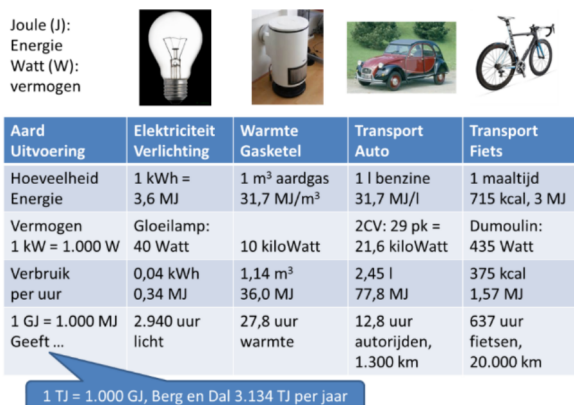 Joule (J):
Energie
Watt (W):
vermogen
Aard
Uitvoering
Elektriciteit
Verlichting
Warmte
Gasketel
Transport
Auto
Transport
Fiets
Hoeveelheid
Energie
1 kWh =
3,6 MJ
1 m³ aardgas
31,7 MJ/m³
1 l benzine
31,7 MJ/l
1 maaltijd
715 kcal, 3 MJ
Vermogen
1 kW = 1.000 W
Gloeilamp:
40 Watt
10 kiloWatt
2CV: 29 pk =
21,6 kiloWatt
Dumoulin:
435 Watt
Verbruik
per uur
0,04 kWh
0,34 MJ
1,14 m³
36,0 MJ
2,45 l
77,8 MJ
375 kcal
1,57 MJ
1 GJ = 1.000 MJ
Geeft ...
2.940 uur
licht
27,8 uur
warmte
12,8 uur
autorijden,
1.300 km
637 uur
fietsen,
20.000 km
1 TJ = 1.000 GJ, Berg en Dal 3.134 TJ per jaar